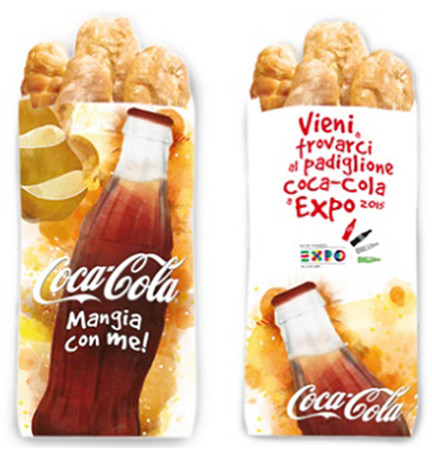 Coca-Cola
Mangia
con me!
Vieni a
trovarci
al padiglione
Coca-Cola
a EXPO 2015
EXPO
Coca-Cola